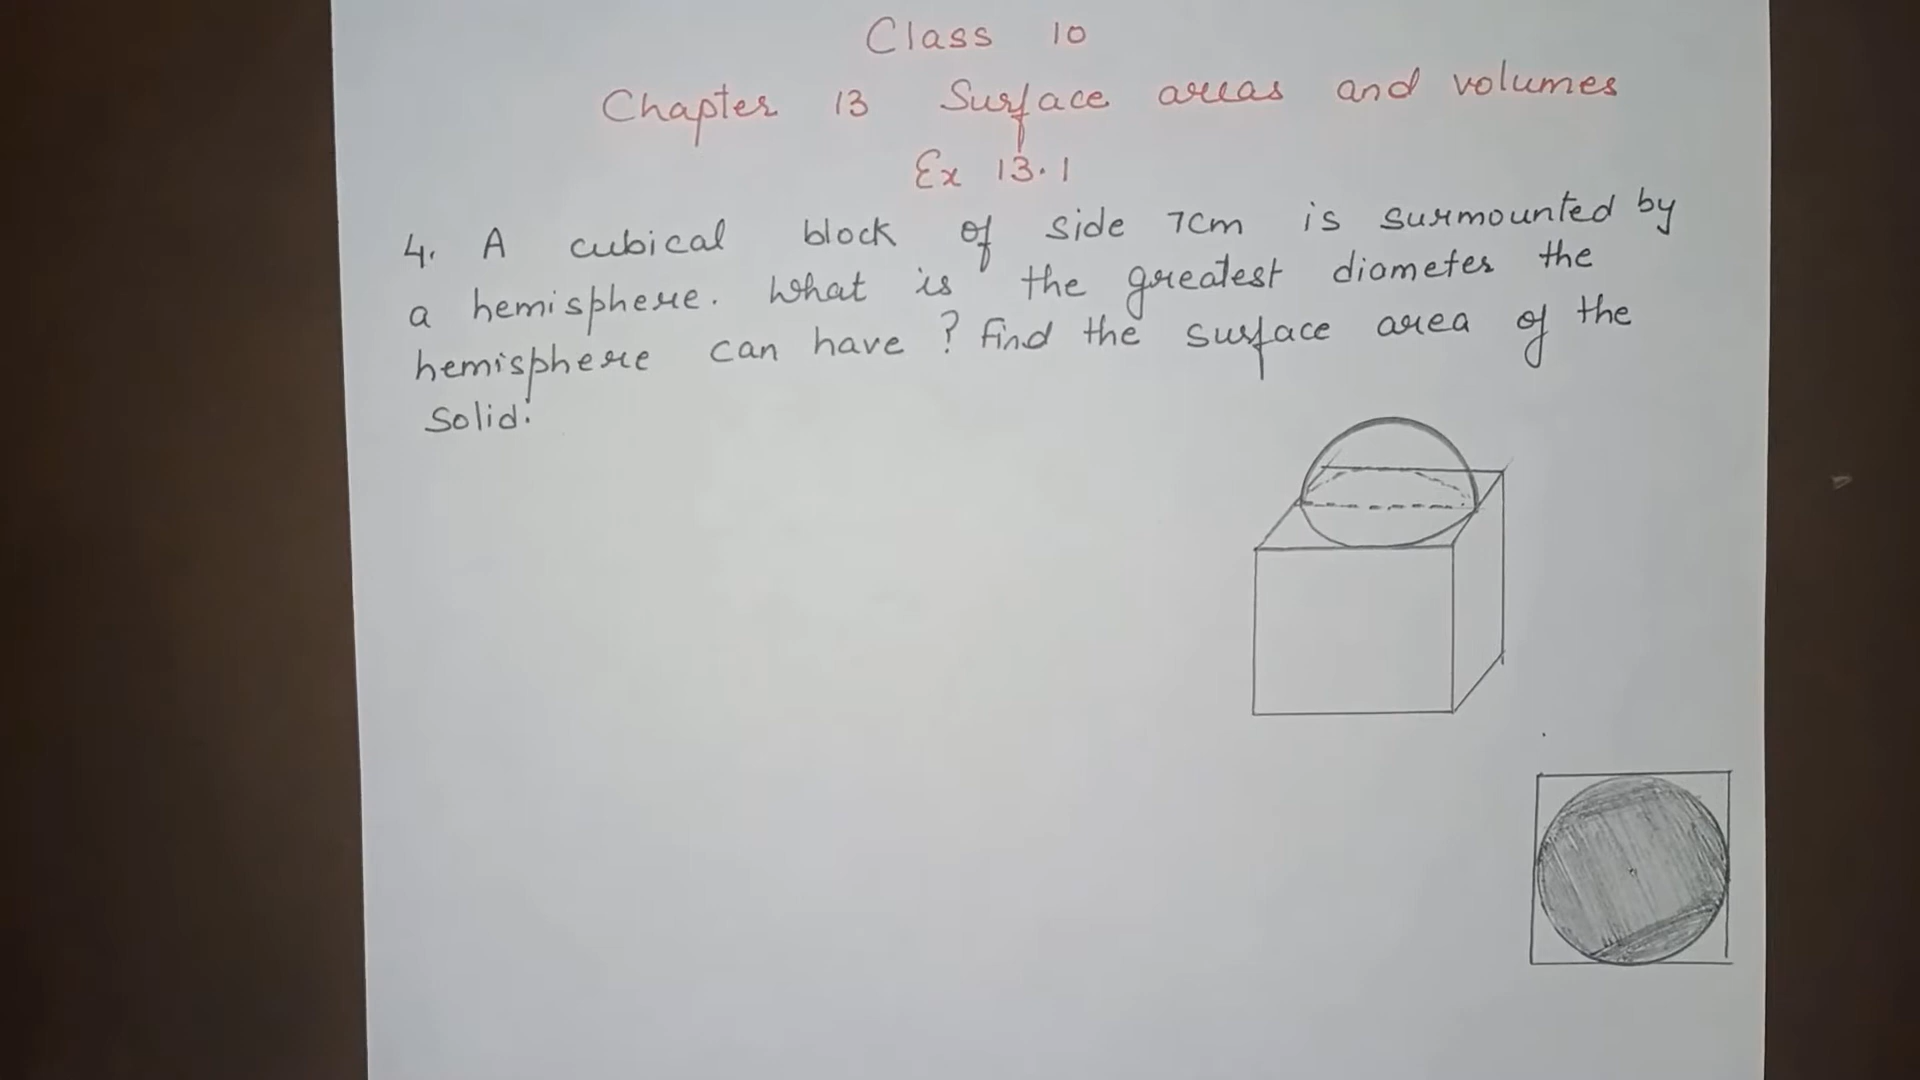 Class 10
Chapter 13 Surface areas and volumes
Ex 13.1
4. A cubical block of side 7cm is surmounted by
a hemisphere. What is the greatest diameter the
hemisphere can have? Find the surface area of the
Solid.